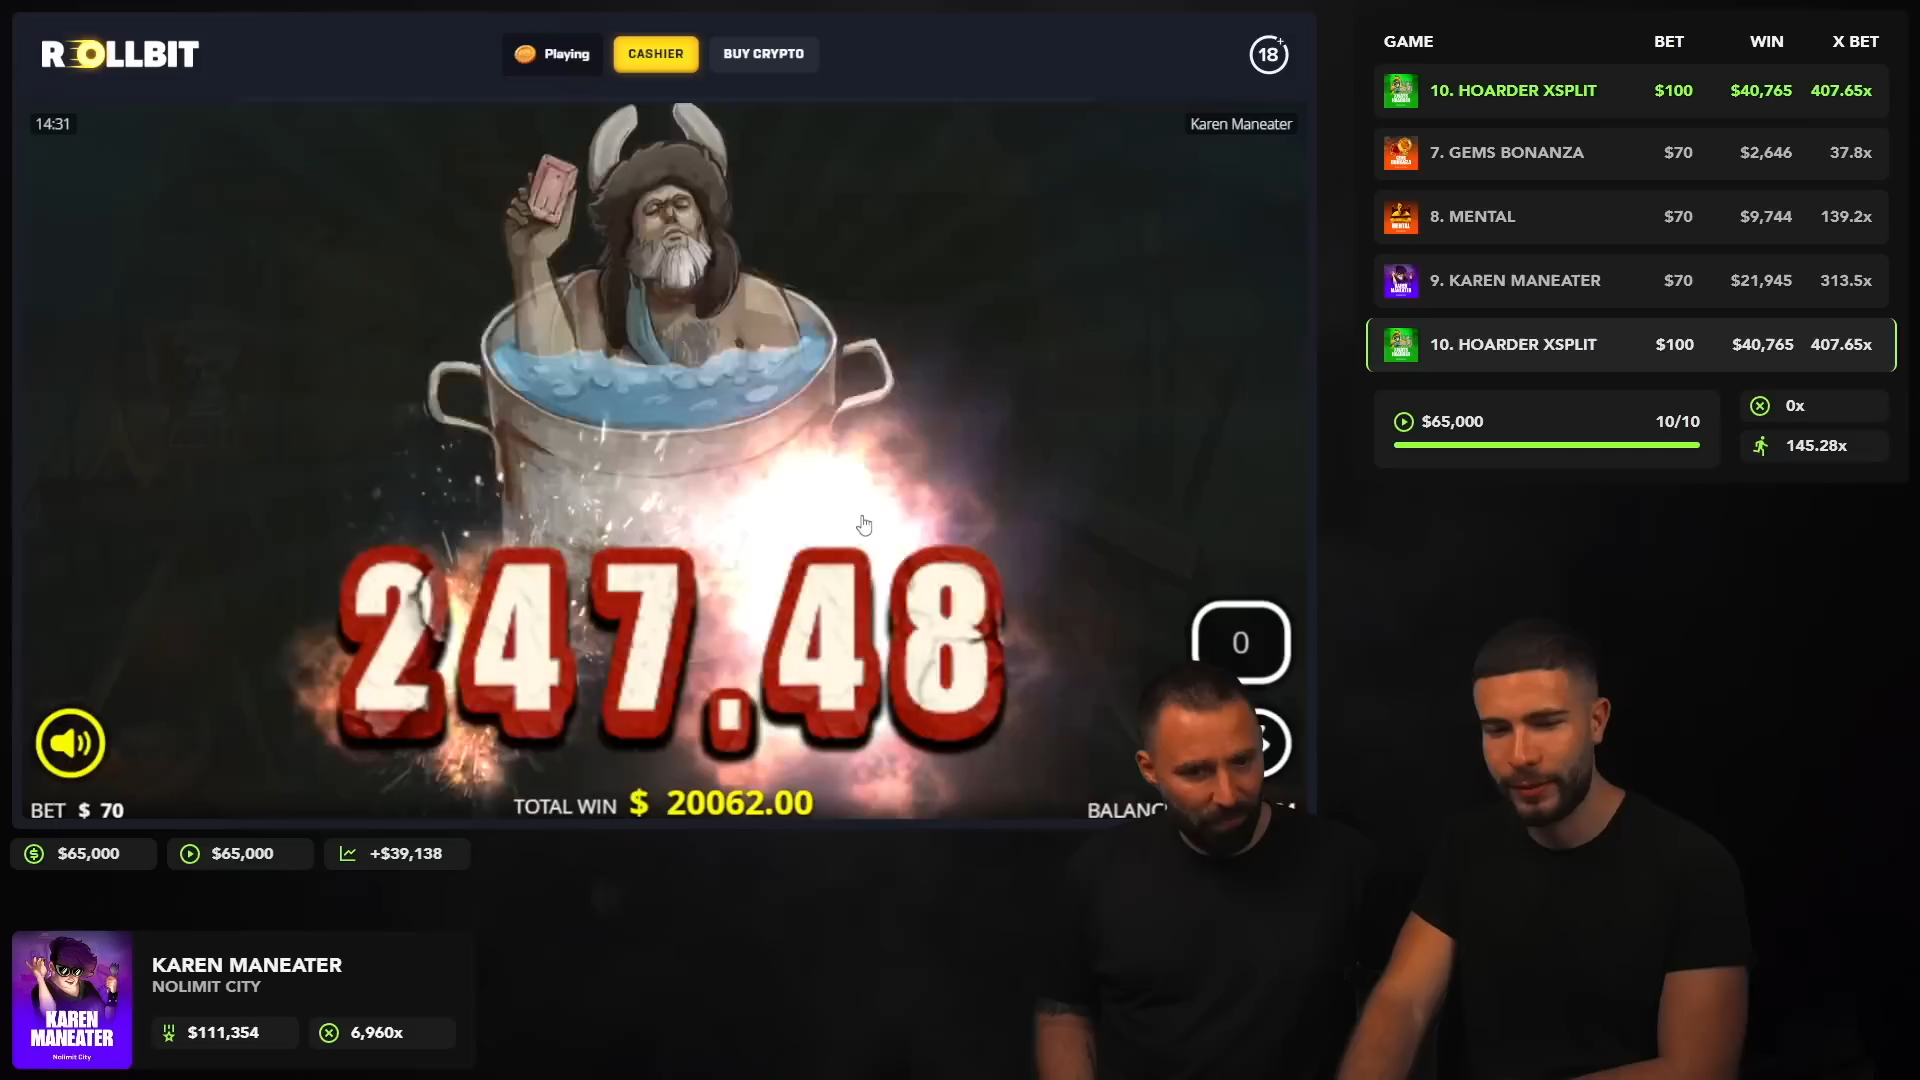 ROLLBIT
Playing
CASHIER
BUY CRYPTO
18+
14:31
Karen Maneater
247.48
0
BET $ 70
TOTAL WIN $ 20062.00
$65,000
$65,000
+$39,138
KAREN MANEATER
NOLIMIT CITY
$111,354
6,960x
KAREN
MANEATER
Nolimit City
GAME BET WIN X BET
10. HOARDER XSPLIT $100 $40,765 407.65x
7. GEMS BONANZA $70 $2,646 37.8x
8. MENTAL $70 $9,744 139.2x
9. KAREN MANEATER $70 $21,945 313.5x
10. HOARDER XSPLIT $100 $40,765 407.65x
$65,000 10/10
0x
145.28x